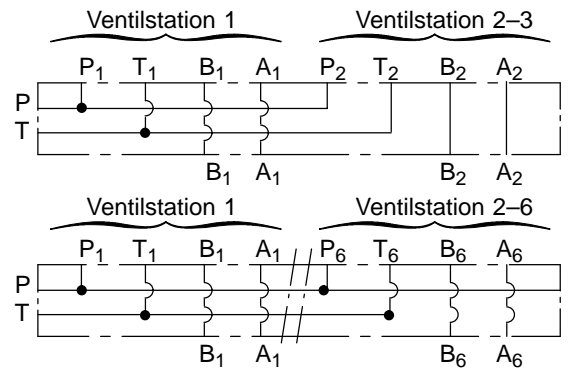 Ventilstation 1 Ventilstation 2–3
P1 T1 B1 A1 P2 T2 B2 A2
P
T
B1 A1 B2 A2
Ventilstation 1 Ventilstation 2–6
P1 T1 B1 A1 P6 T6 B6 A6
P
T
B1 A1 B6 A6